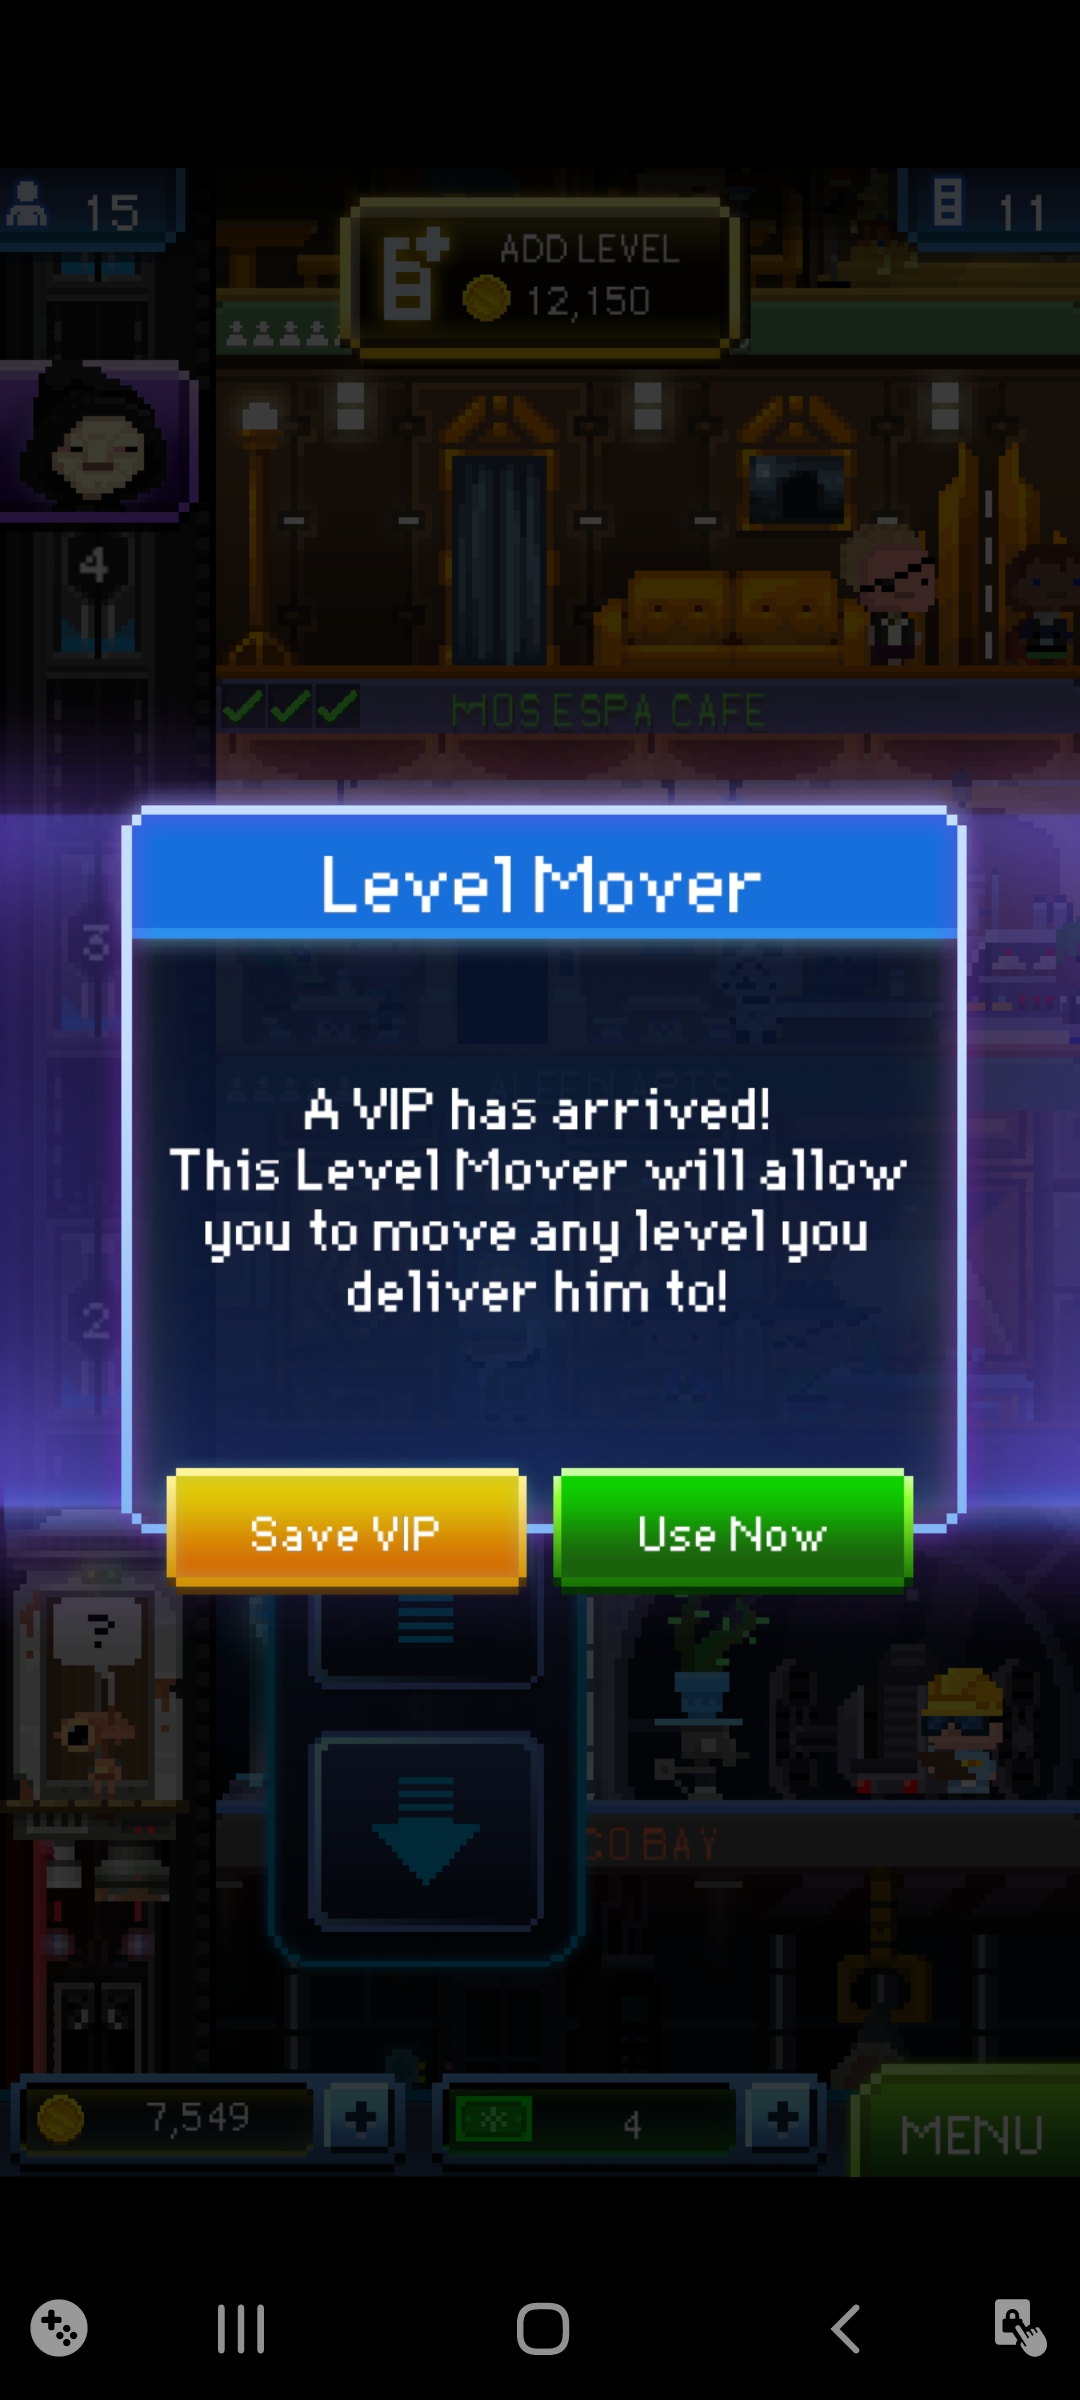 15
ADD LEVEL
12,150
11
4
MOS ESPA CAFE
Level Mover
3
A VIP has arrived!
This Level Mover will allow
you to move any level you
deliver him to!
2
Save VIP
Use Now
?
CO BAY
7,549
4
MENU